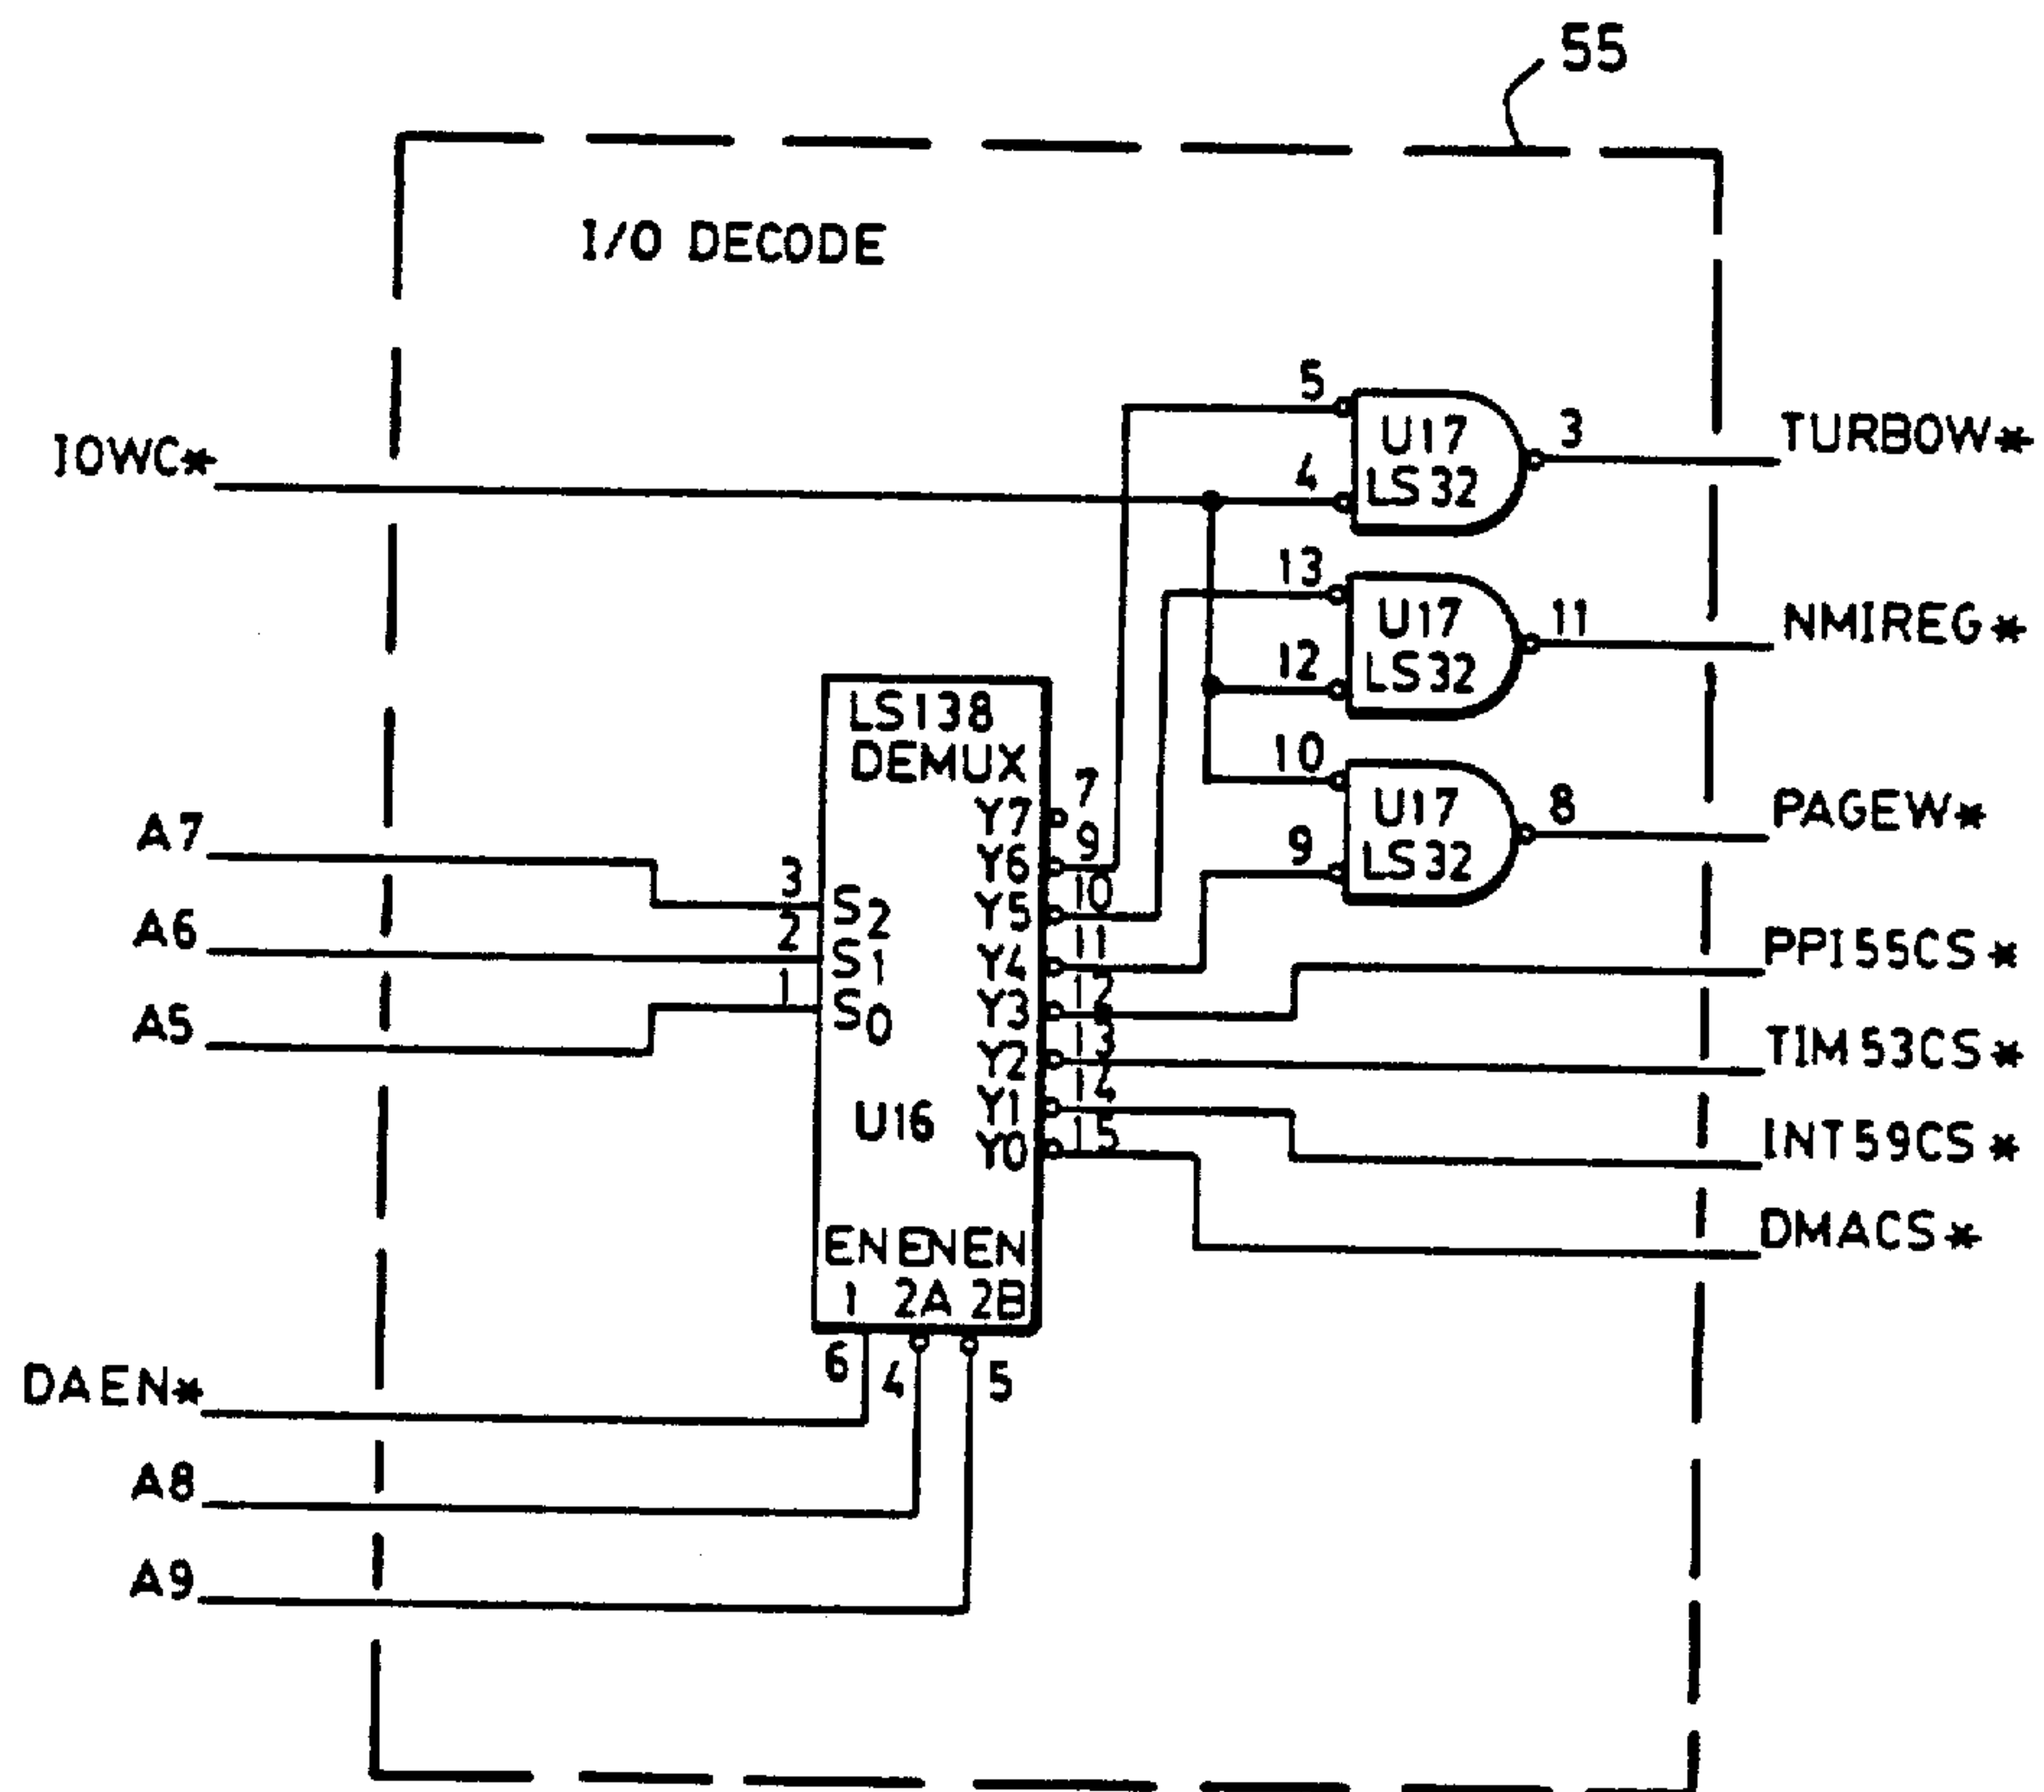 55
I/O DECODE
IOWC*
5
4
U17
LS32
3
TURBOW*
13
12
U17
LS32
11
NMIREG*
10
9
U17
LS32
8
PAGEW*
LS138
DEMUX
A7
A6
A5
3
2
1
S2
S1
S0
Y7
Y6
Y5
Y4
Y3
Y2
Y1
Y0
7
9
10
11
12
13
14
15
U16
PPI55CS*
TIM53CS*
INT59CS*
DMACS*
EN EN EN
1 2A 2B
6
4
5
DAEN*
A8
A9